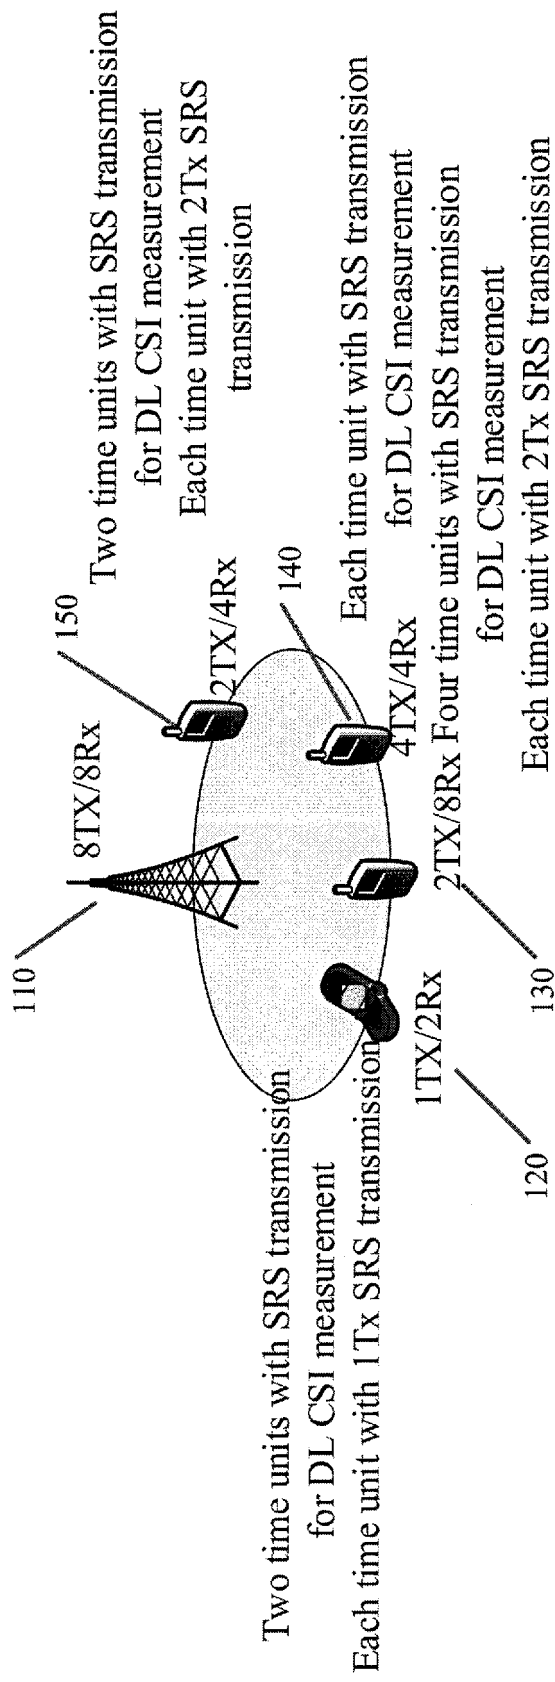 110
8TX/8Rx
150
Two time units with SRS transmission
for DL CSI measurement
Each time unit with 2Tx SRS
transmission
2TX/4Rx
140
Two time units with SRS transmission
for DL CSI measurement
Each time unit with 1Tx SRS transmission
1TX/2Rx
120
2TX/8Rx
130
4TX/4Rx
Each time unit with SRS transmission
for DL CSI measurement
Four time units with SRS transmission
for DL CSI measurement
Each time unit with 2Tx SRS transmission